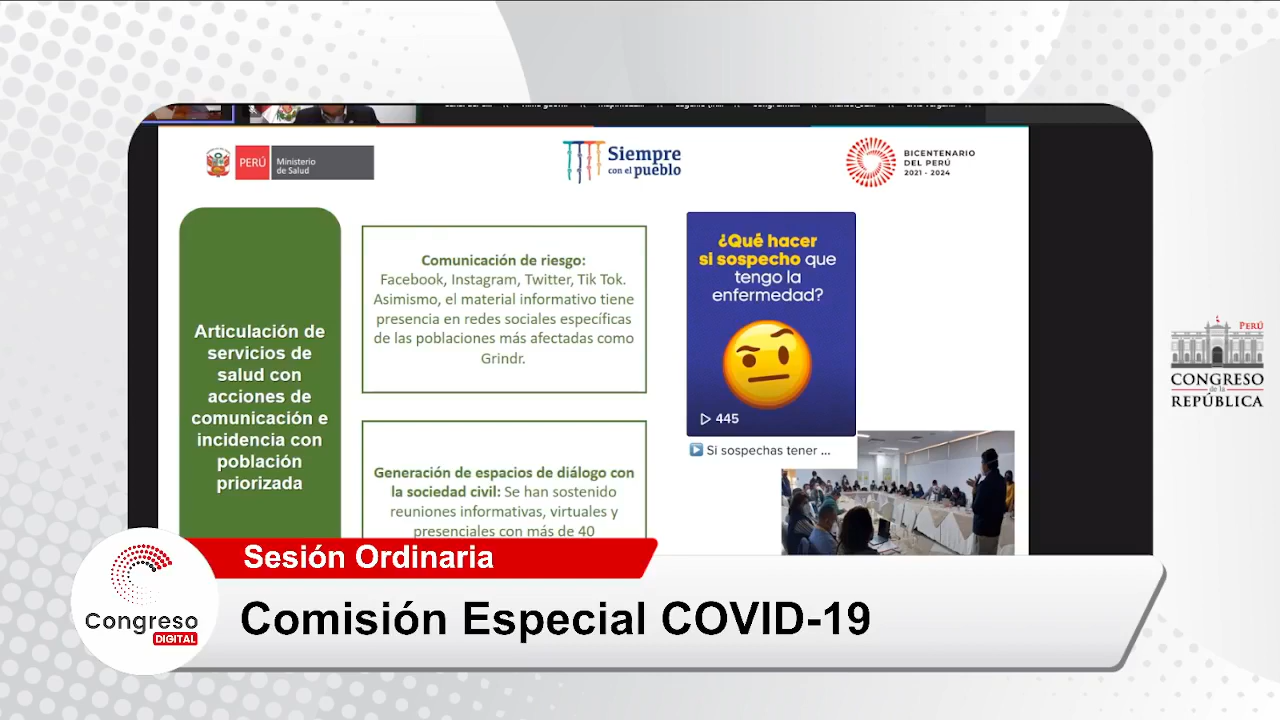 PERÚ
Ministerio
de Salud
Siempre
con el pueblo
BICENTENARIO
DEL PERÚ
2021 - 2024
Articulación de
servicios de
salud con
acciones de
comunicación e
incidencia con
población
priorizada
Comunicación de riesgo:
Facebook, Instagram, Twitter, Tik Tok.
Asimismo, el material informativo tiene
presencia en redes sociales específicas
de las poblaciones más afectadas como
Grindr.
Generación de espacios de diálogo con
la sociedad civil: Se han sostenido
reuniones informativas, virtuales y
presenciales con más de 40
¿Qué hacer
si sospecho que
tengo la
enfermedad?
445
Si sospechas tener ...
PERÚ
CONGRESO
de la
REPÚBLICA
Sesión Ordinaria
Comisión Especial COVID-19
Congreso
DIGITAL